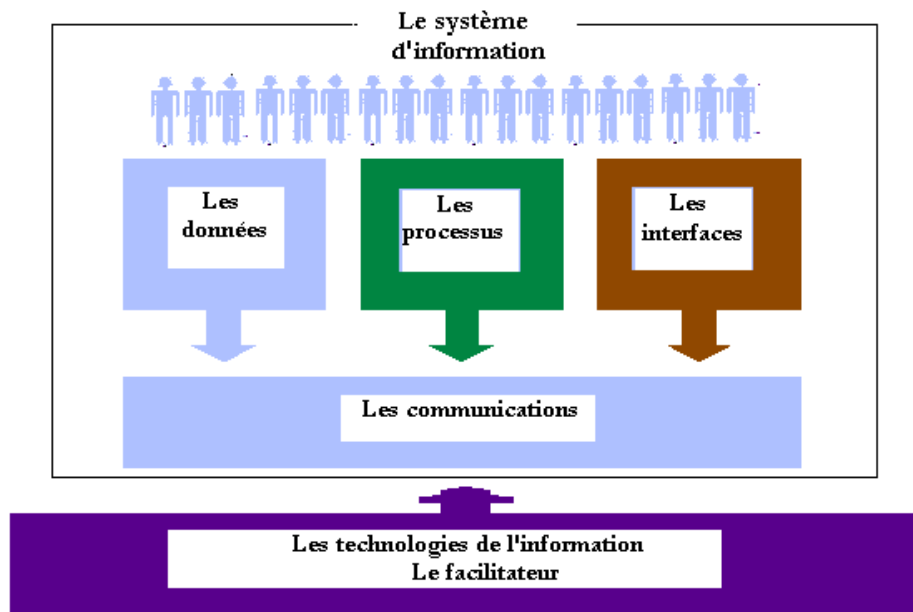 Le système
d'information
Les
données
Les
processus
Les
interfaces
Les communications
Les technologies de l'information
Le facilitateur